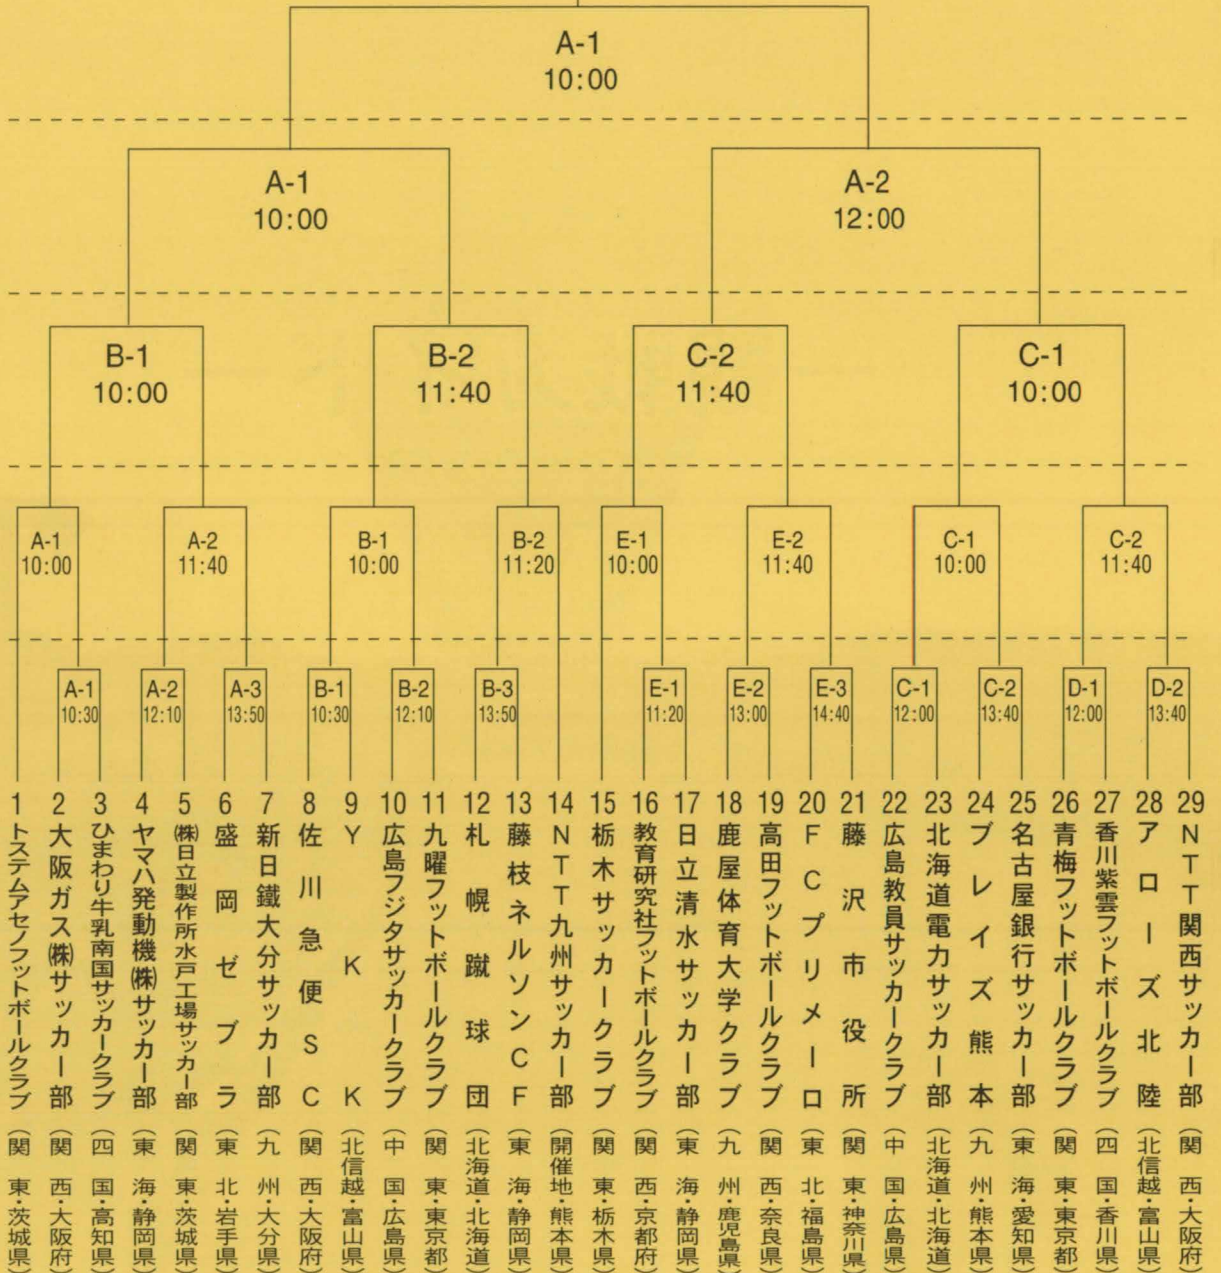 A-1
10:00
A-1
10:00
A-2
12:00
B-1
10:00
B-2
11:40
C-2
11:40
C-1
10:00
A-1
10:00
A-2
11:40
B-1
10:00
B-2
11:20
E-1
10:00
E-2
11:40
C-1
10:00
C-2
11:40
A-1
10:30
A-2
12:10
A-3
13:50
B-1
10:30
B-2
12:10
B-3
13:50
E-1
11:20
E-2
13:00
E-3
14:40
C-1
12:00
C-2
13:40
D-1
12:00
D-2
13:40
1 トステムアセノフットボールクラブ (関東・茨城県)
2 大阪ガス(株)サッカー部 (関西・大阪府)
3 ひまわり牛乳南国サッカークラブ (四国・高知県)
4 ヤマハ発動機(株)サッカー部 (東海・静岡県)
5 (株)日立製作所水戸工場サッカー部 (関東・茨城県)
6 盛岡ゼブラ (東北・岩手県)
7 新日鐵大分サッカー部 (九州・大分県)
8 佐川急便SC (関西・大阪府)
9 YKK (北信越・富山県)
10 広島フジタサッカークラブ (中国・広島県)
11 九曜フットボールクラブ (関東・東京都)
12 札幌蹴球団 (北海道・北海道)
13 藤枝ネルソンCF (東海・静岡県)
14 NTT九州サッカー部 (開催地・熊本県)
15 栃木サッカークラブ (関東・栃木県)
16 教育研究社フットボールクラブ (関西・京都府)
17 日立清水サッカー部 (東海・静岡県)
18 鹿屋体育大学クラブ (九州・鹿児島県)
19 高田フットボールクラブ (関西・奈良県)
20 FCプリメーロ (東北・福島県)
21 藤沢市役所 (関東・神奈川県)
22 広島教員サッカークラブ (中国・広島県)
23 北海道電力サッカー部 (北海道・北海道)
24 ブレイズ熊本 (九州・熊本県)
25 名古屋銀行サッカー部 (東海・愛知県)
26 青梅フットボールクラブ (関東・東京都)
27 香川紫雲フットボールクラブ (四国・香川県)
28 アローズ北陸 (北信越・富山県)
29 NTT関西サッカー部 (関西・大阪府)